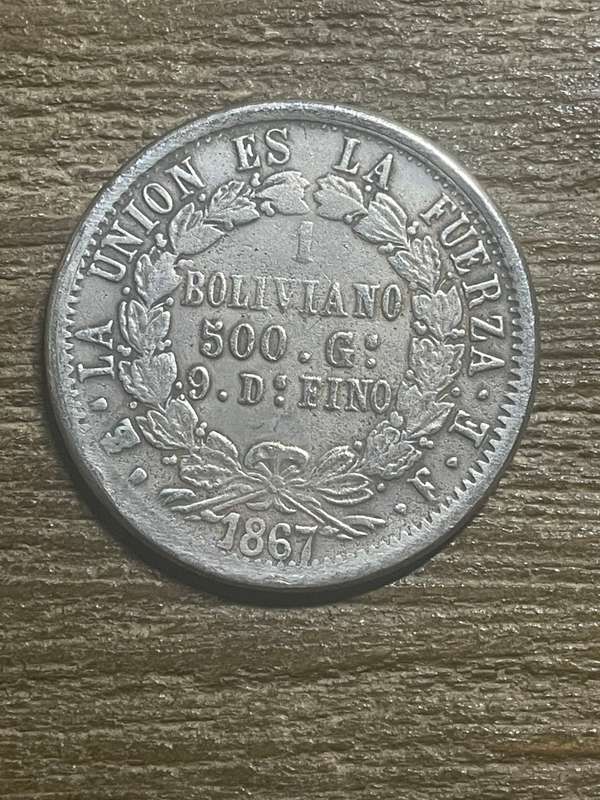 LA UNION ES LA FUERZA . F E .
1
BOLIVIANO
500 . G:
9. D: FINO
1867